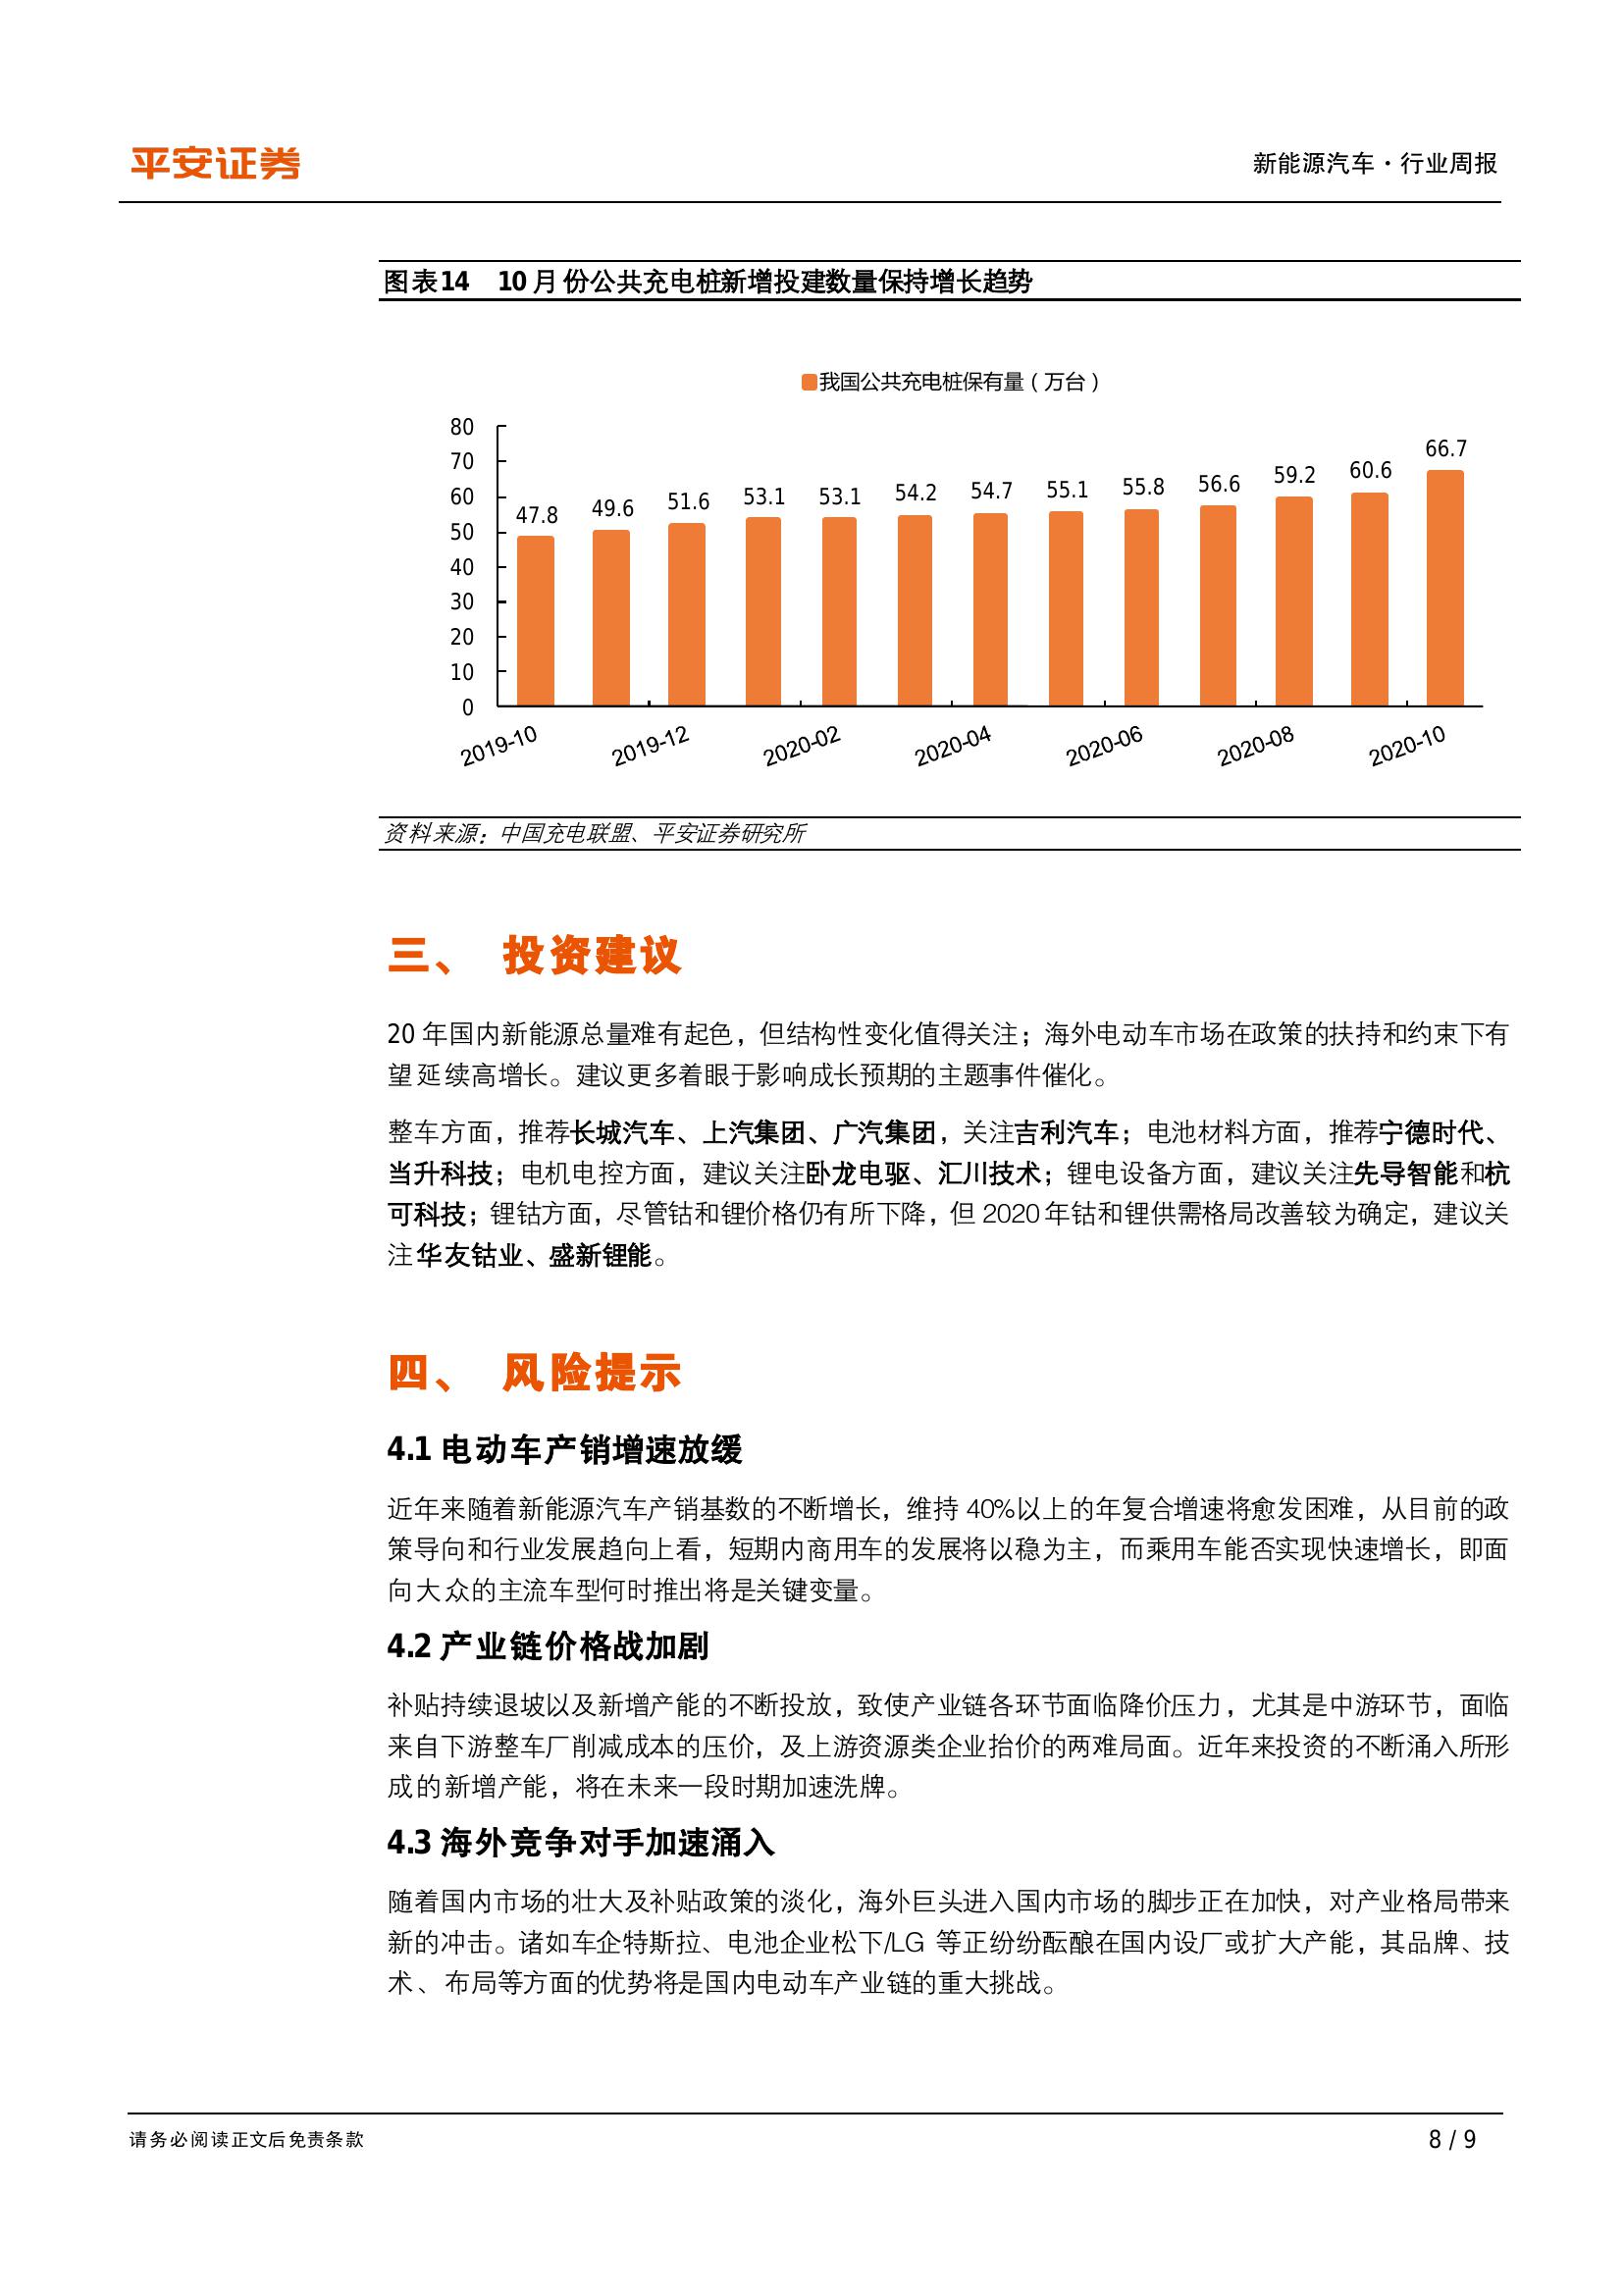 平安证券
新能源汽车·行业周报
图表14 10月份公共充电桩新增投建数量保持增长趋势
我国公共充电桩保有量（万台）
80
70
60
50
40
30
20
10
0
47.8 49.6 51.6 53.1 53.1 54.2 54.7 55.1 55.8 56.6 59.2 60.6 66.7
2019-10 2019-12 2020-02 2020-04 2020-06 2020-08 2020-10
资料来源：中国充电联盟、平安证券研究所
三、 投资建议
20年国内新能源总量难有起色，但结构性变化值得关注；海外电动车市场在政策的扶持和约束下有
望延续高增长。建议更多着眼于影响成长预期的主题事件催化。
整车方面，推荐长城汽车、上汽集团、广汽集团，关注吉利汽车；电池材料方面，推荐宁德时代、
当升科技；电机电控方面，建议关注卧龙电驱、汇川技术；锂电设备方面，建议关注先导智能和杭
可科技；锂钴方面，尽管钴和锂价格仍有所下降，但2020年钴和锂供需格局改善较为确定，建议关
注华友钴业、盛新锂能。
四、 风险提示
4.1 电动车产销增速放缓
近年来随着新能源汽车产销基数的不断增长，维持40%以上的年复合增速将愈发困难，从目前的政
策导向和行业发展趋向上看，短期内商用车的发展将以稳为主，而乘用车能否实现快速增长，即面
向大众的主流车型何时推出将是关键变量。
4.2 产业链价格战加剧
补贴持续退坡以及新增产能的不断投放，致使产业链各环节面临降价压力，尤其是中游环节，面临
来自下游整车厂削减成本的压价，及上游资源类企业抬价的两难局面。近年来投资的不断涌入所形
成的新增产能，将在未来一段时期加速洗牌。
4.3 海外竞争对手加速涌入
随着国内市场的壮大及补贴政策的淡化，海外巨头进入国内市场的脚步正在加快，对产业格局带来
新的冲击。诸如车企特斯拉、电池企业松下/LG 等正纷纷酝酿在国内设厂或扩大产能，其品牌、技
术、布局等方面的优势将是国内电动车产业链的重大挑战。
请务必阅读正文后免责条款
8 / 9